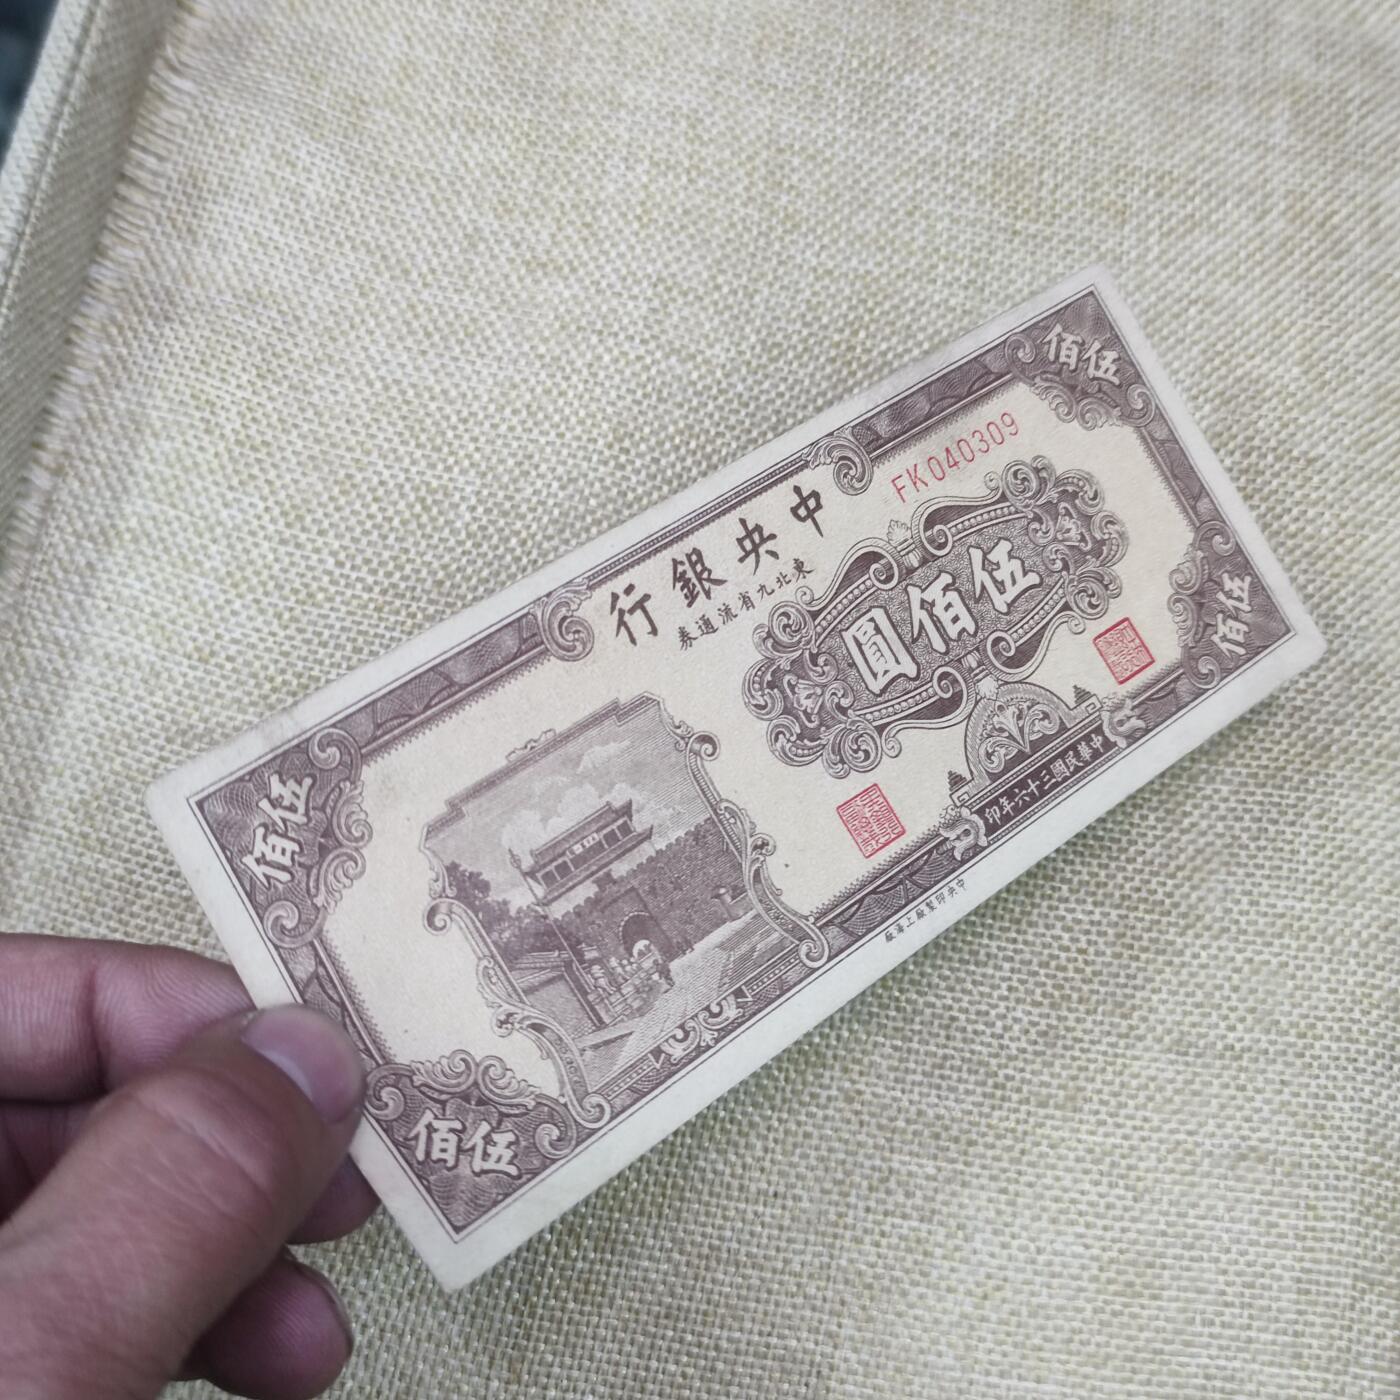 伍佰
FK040309
中央銀行
東北九省流通券
伍佰圓
伍佰
伍佰
中華民國三十六年印
伍佰
中央印製廠上海廠